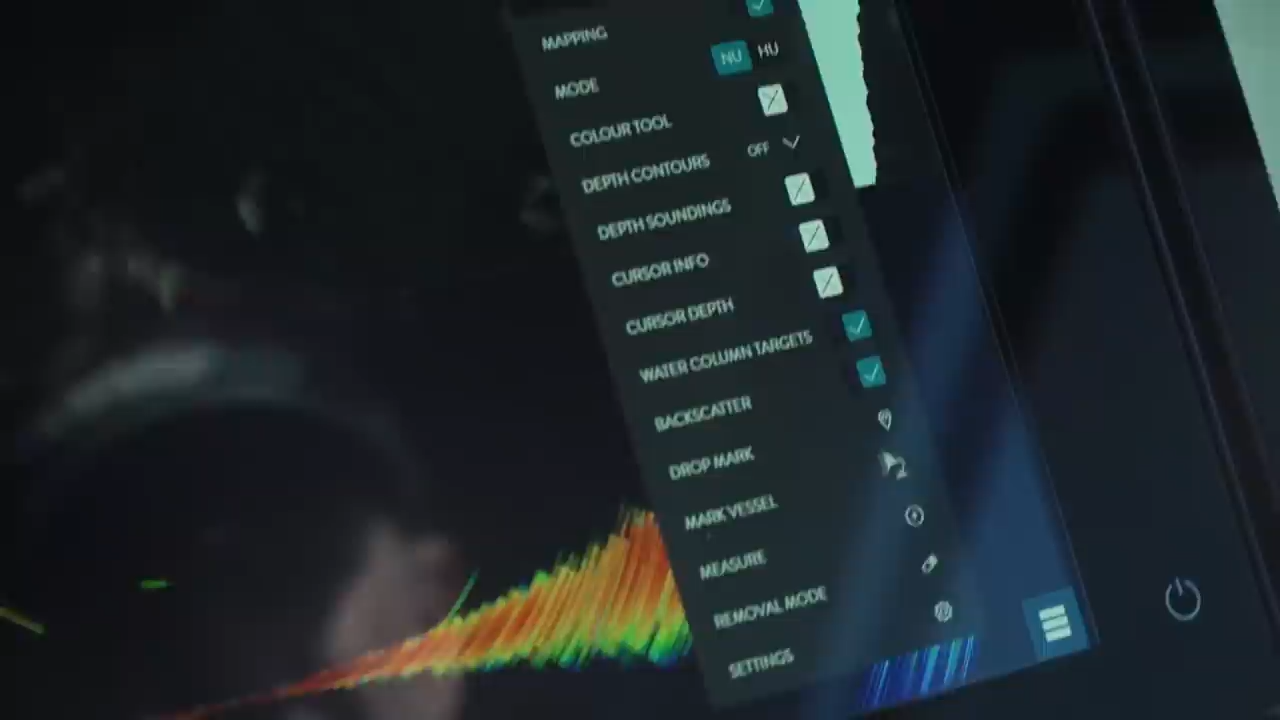 MAPPING
MODE NU HU
COLOUR TOOL
DEPTH CONTOURS OFF
DEPTH SOUNDINGS
CURSOR INFO
CURSOR DEPTH
WATER COLUMN TARGETS
BACKSCATTER
DROP MARK
MARK VESSEL
MEASURE
REMOVAL MODE
SETTINGS